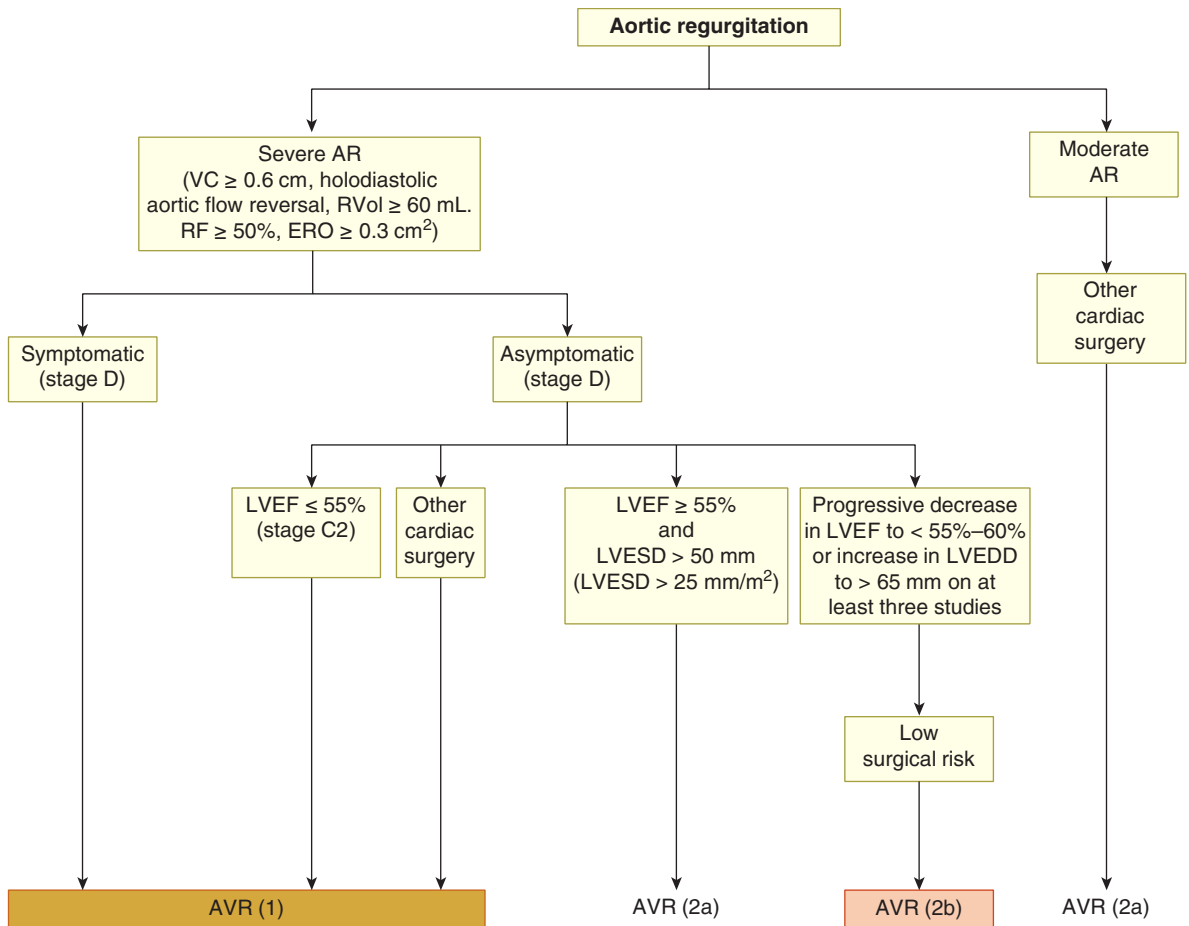 Aortic regurgitation
Severe AR
(VC ≥ 0.6 cm, holodiastolic
aortic flow reversal, RVol ≥ 60 mL.
RF ≥ 50%, ERO ≥ 0.3 cm²)
Moderate
AR
Other
cardiac
surgery
Symptomatic
(stage D)
Asymptomatic
(stage D)
LVEF ≤ 55%
(stage C2)
Other
cardiac
surgery
LVEF ≥ 55%
and
LVESD > 50 mm
(LVESD > 25 mm/m²)
Progressive decrease
in LVEF to < 55%–60%
or increase in LVEDD
to > 65 mm on at
least three studies
Low
surgical risk
AVR (1)
AVR (2a)
AVR (2b)
AVR (2a)